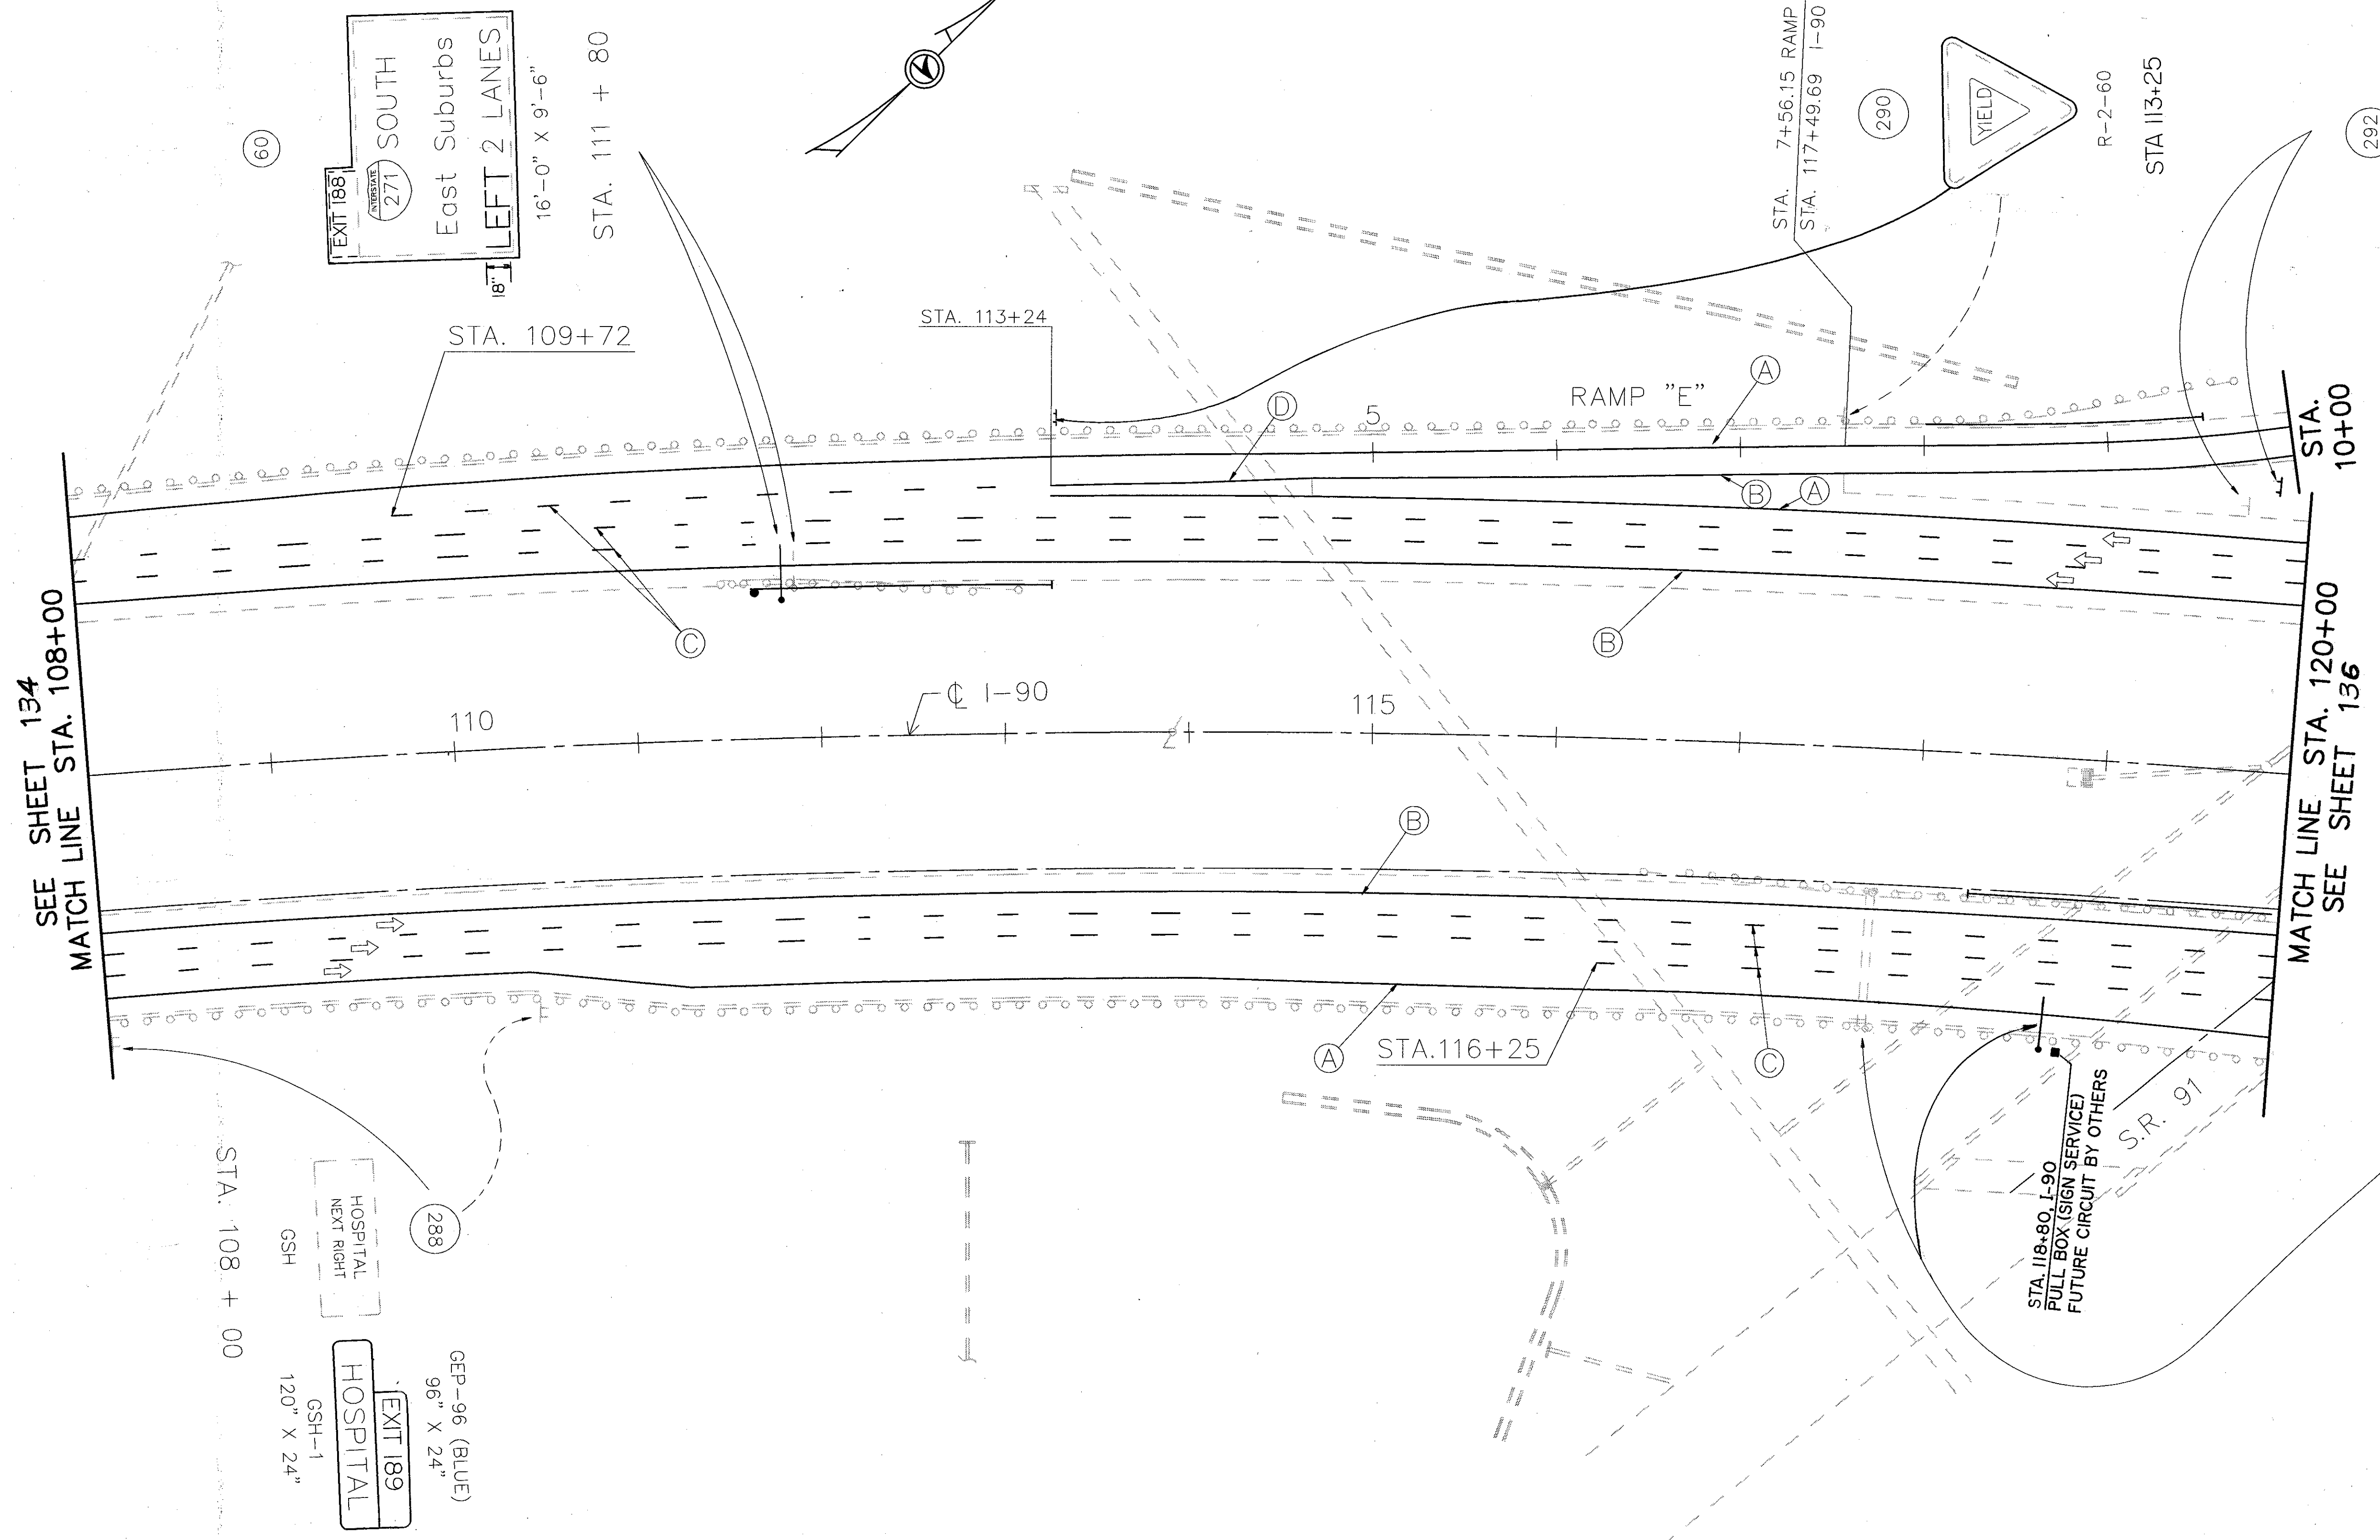 60
EXIT 188
INTERSTATE
271
SOUTH
East Suburbs
LEFT 2 LANES
18"
16'-0" X 9'-6"
STA. 111 + 80
STA. 7+56.15 RAMP
STA. 117+49.69 I-90
290
YIELD
R-2-60
STA 113+25
292
STA. 109+72
STA. 113+24
D
5
RAMP "E"
A
B
A
STA.
10+00
C
B
SEE SHEET 134
MATCH LINE STA. 108+00
110
℄ I-90
115
MATCH LINE STA. 120+00
SEE SHEET 136
B
A
STA.116+25
C
STA. 118+80, I-90
PULL BOX (SIGN SERVICE)
FUTURE CIRCUIT BY OTHERS
S.R. 91
288
STA. 108 + 00
HOSPITAL
NEXT RIGHT
GSH
GEP-96 (BLUE)
96" X 24"
EXIT 189
HOSPITAL
GSH-1
120" X 24"